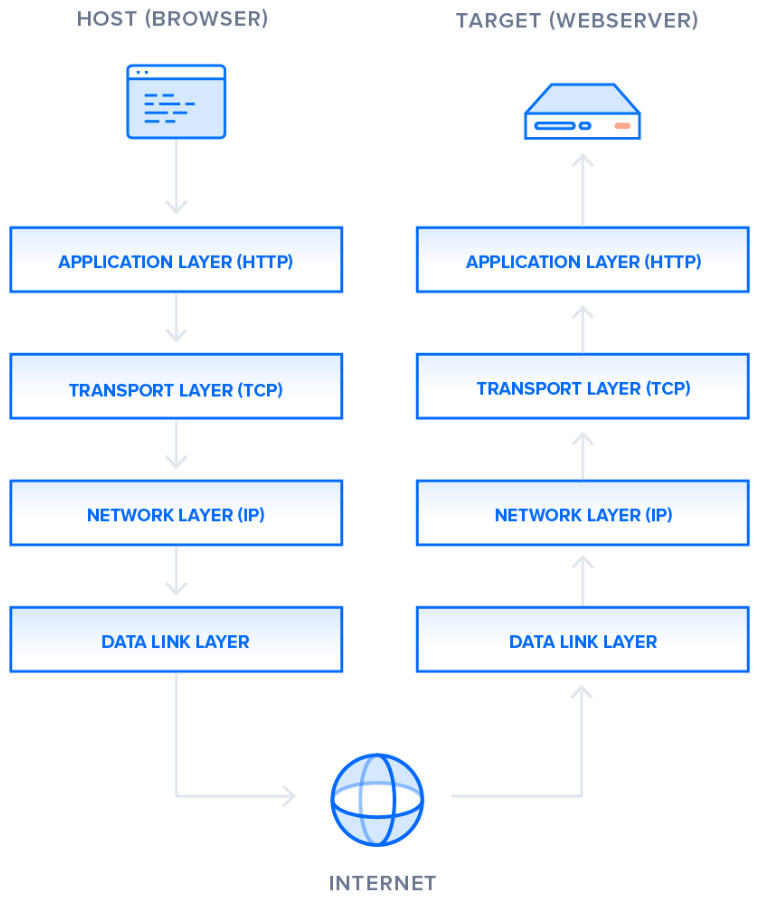 HOST (BROWSER)
TARGET (WEBSERVER)
APPLICATION LAYER (HTTP)
APPLICATION LAYER (HTTP)
TRANSPORT LAYER (TCP)
TRANSPORT LAYER (TCP)
NETWORK LAYER (IP)
NETWORK LAYER (IP)
DATA LINK LAYER
DATA LINK LAYER
INTERNET